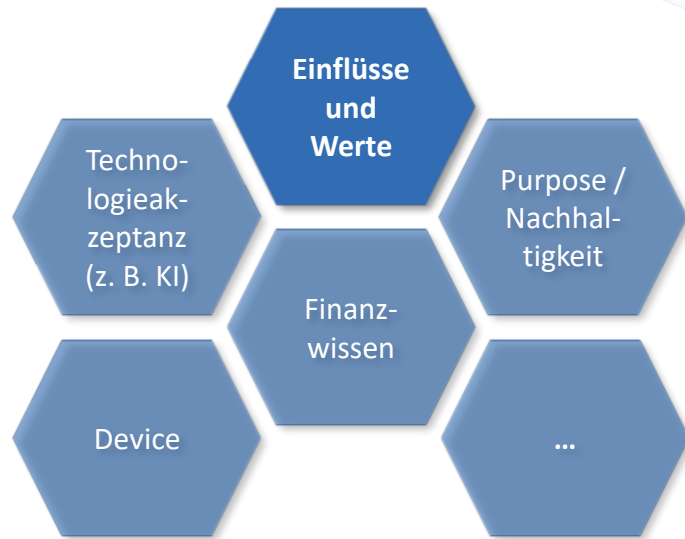 Einflüsse
und
Werte
Techno-
logieak-
zeptanz
(z. B. KI)
Purpose /
Nachhal-
tigkeit
Finanz-
wissen
Device
...